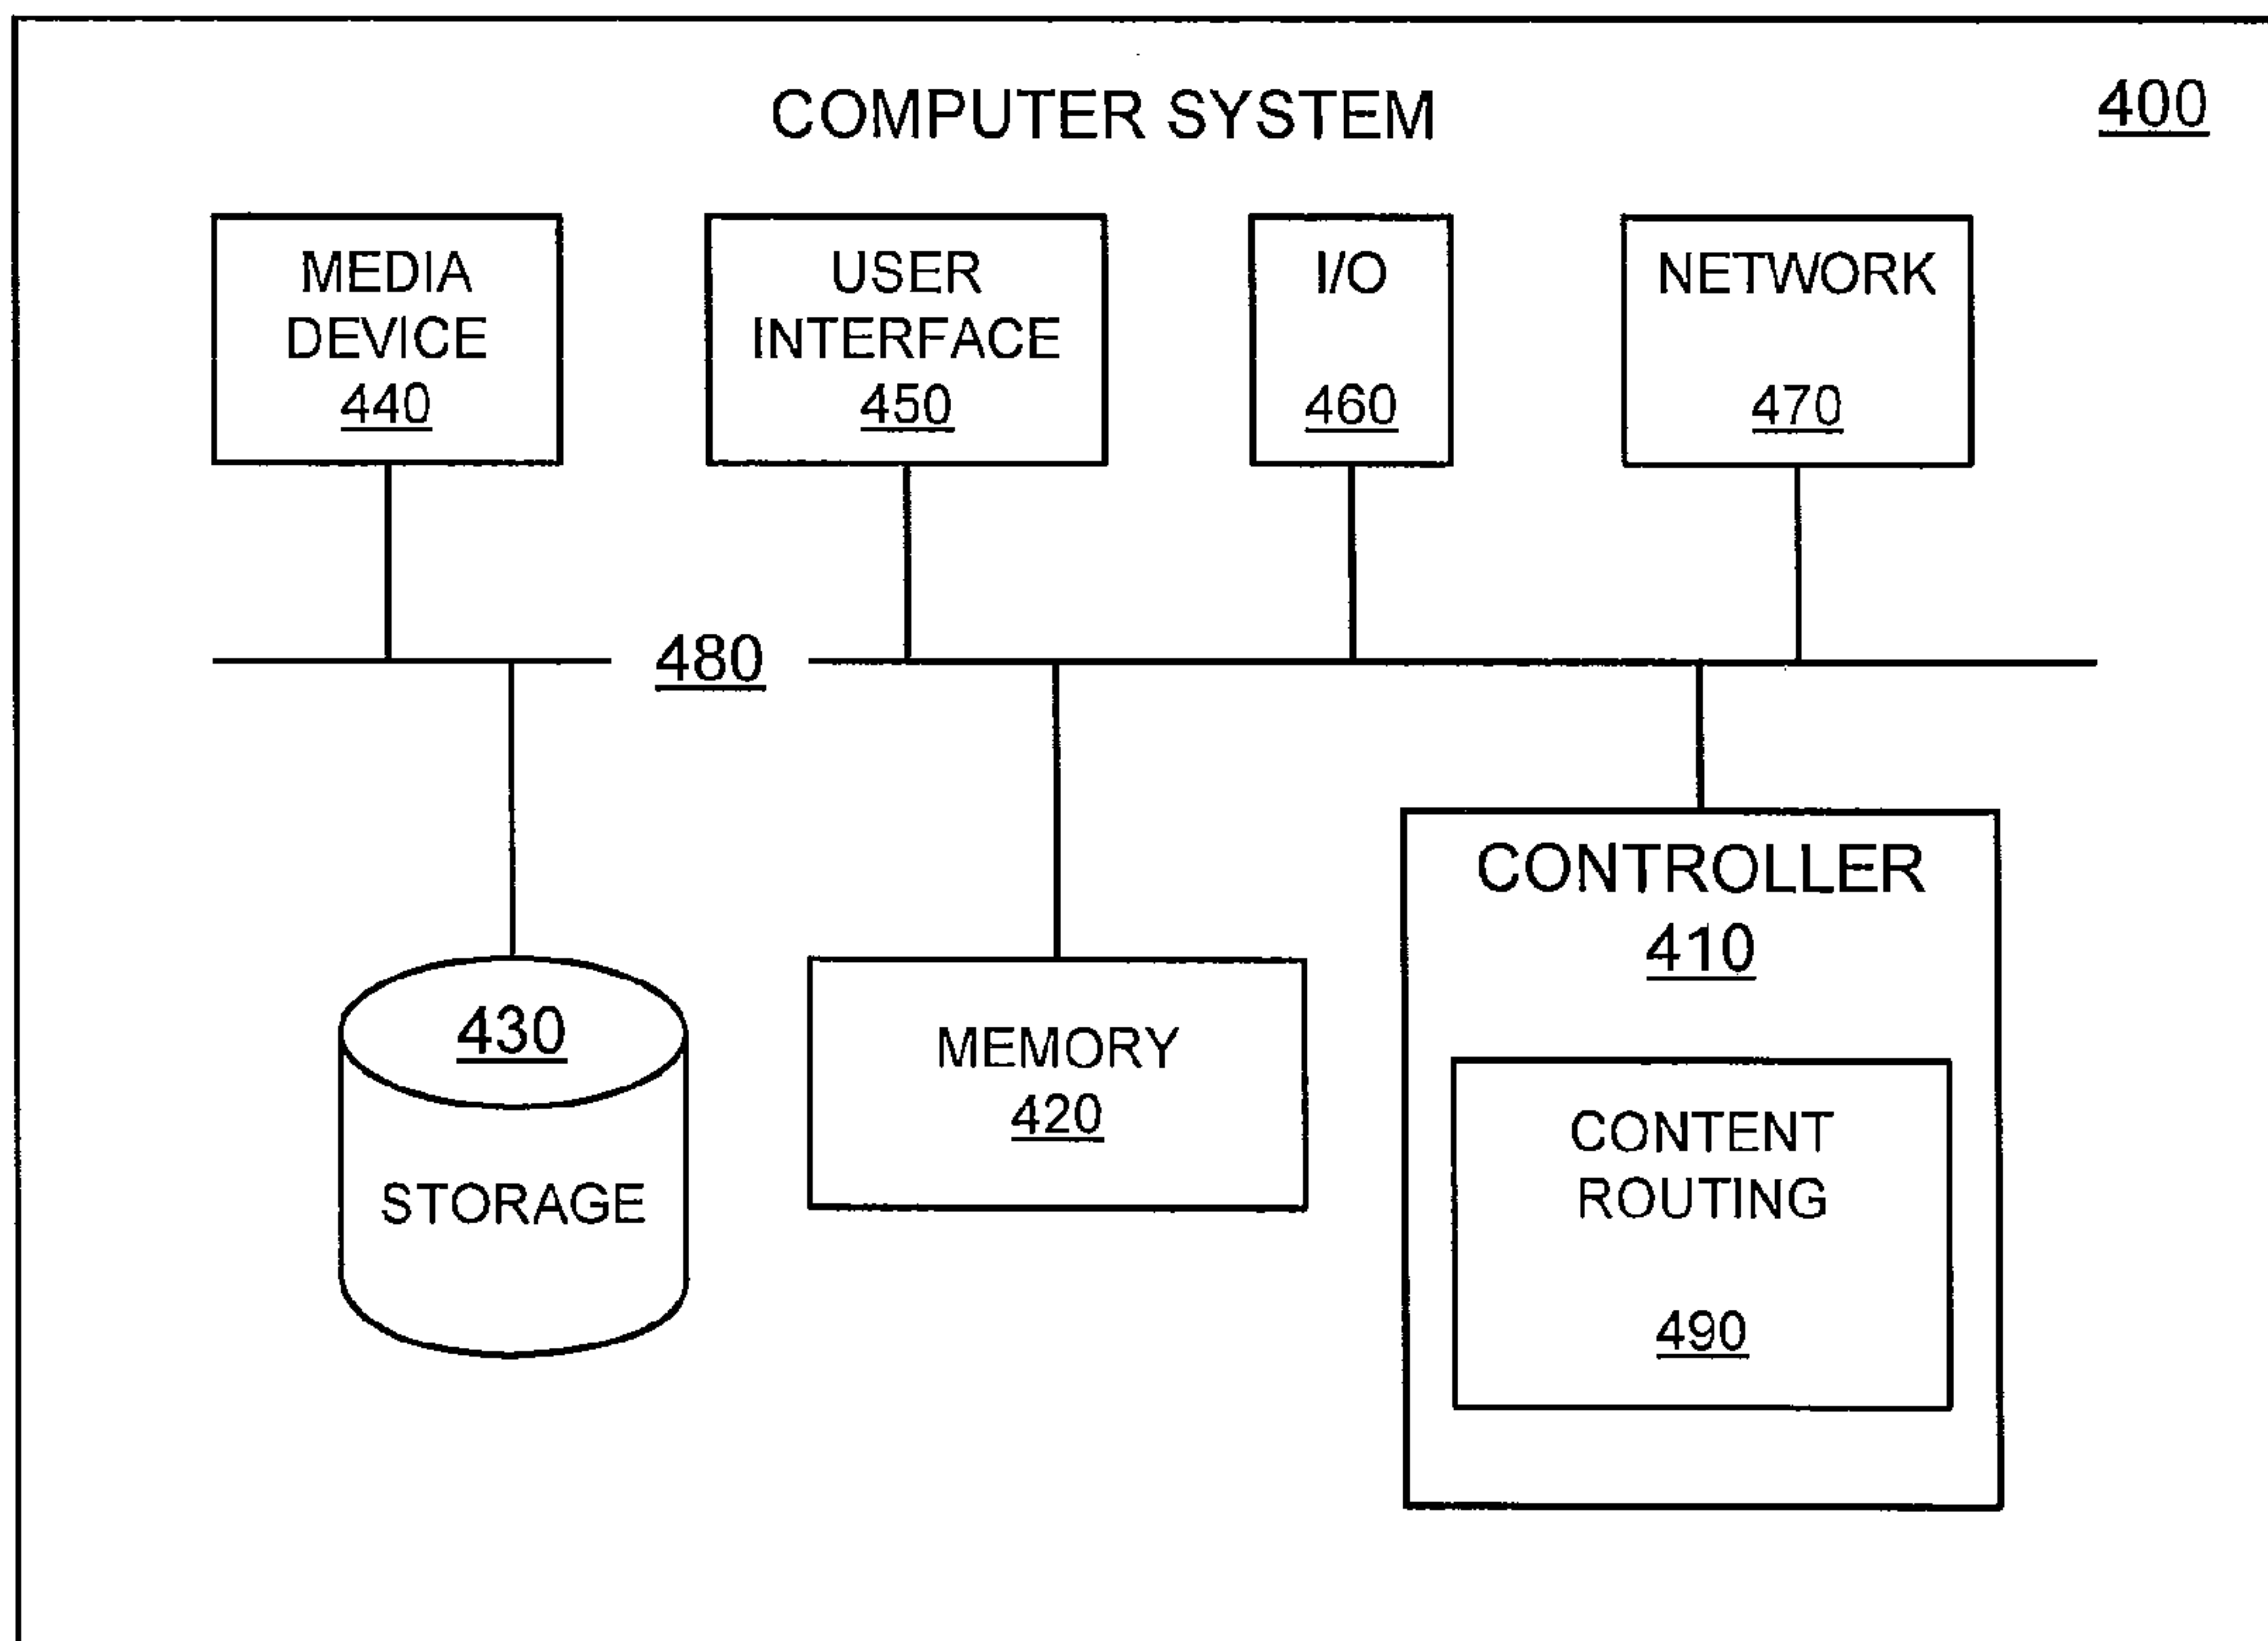 COMPUTER SYSTEM
400
MEDIA
DEVICE
440
USER
INTERFACE
450
I/O
460
NETWORK
470
480
430
STORAGE
MEMORY
420
CONTROLLER
410
CONTENT
ROUTING
490